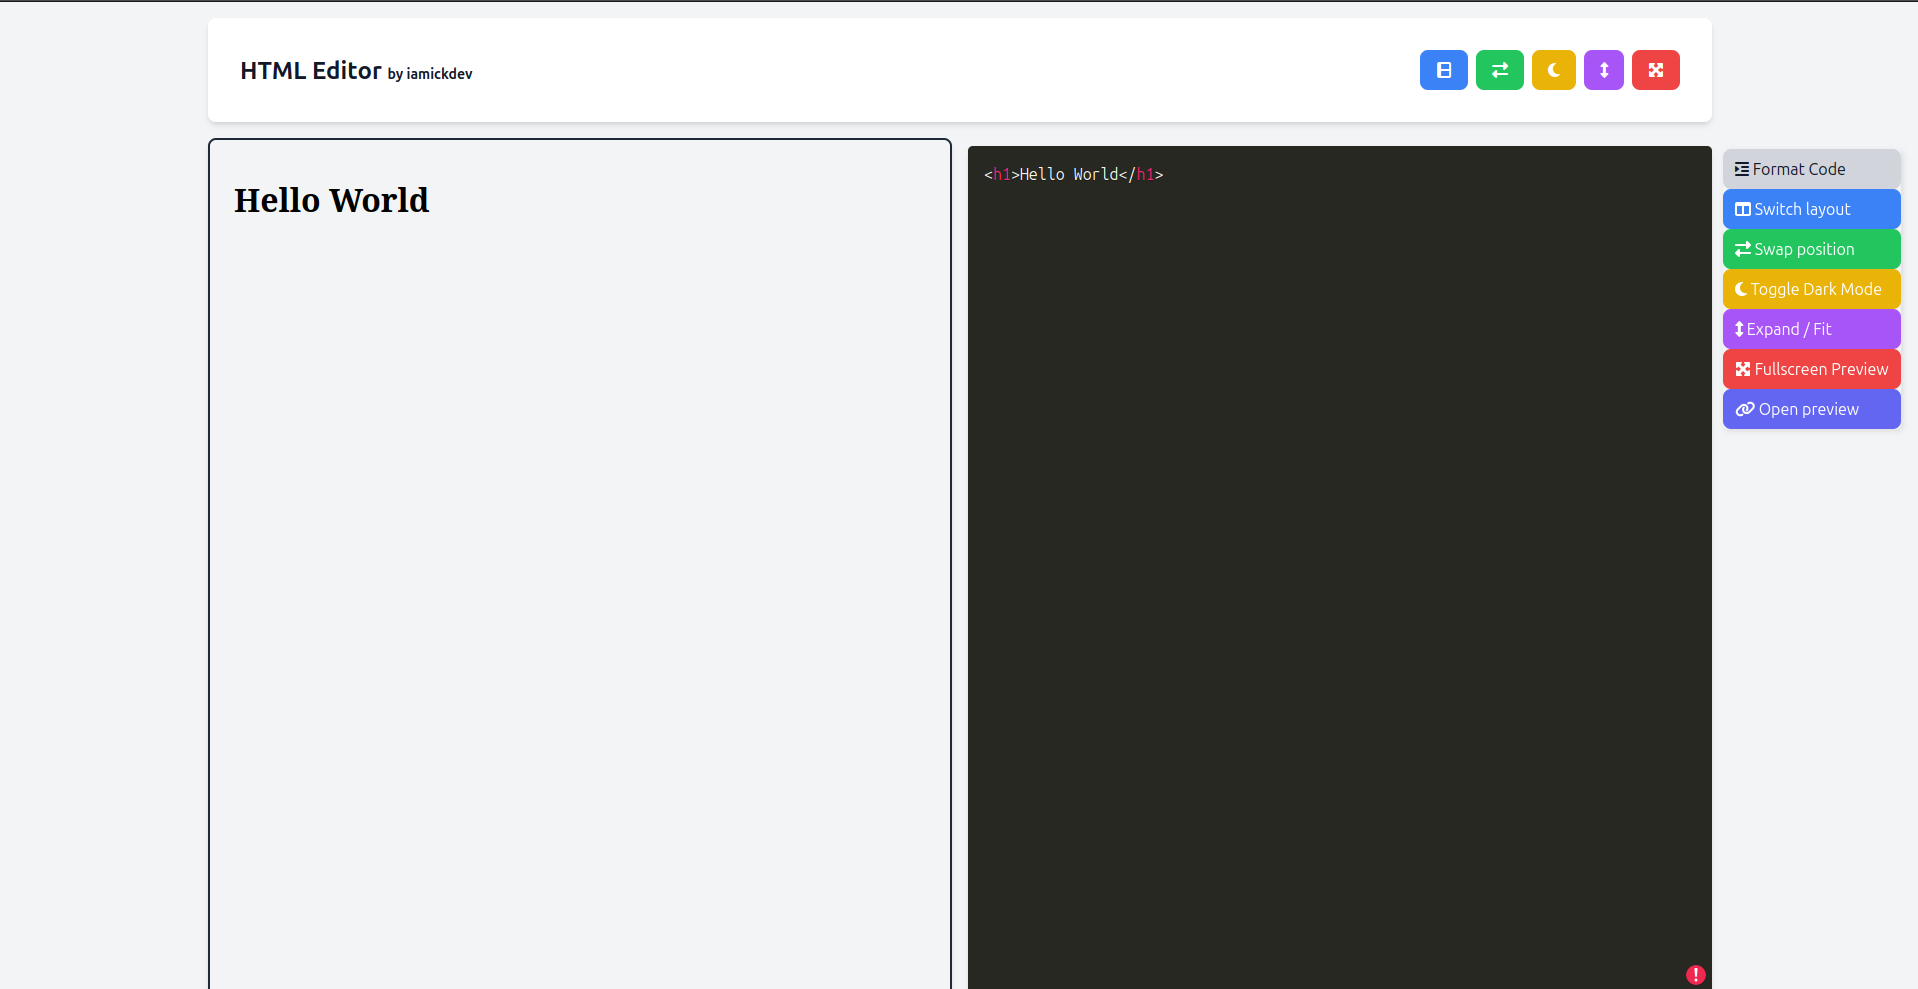 HTML Editor by iamickdev
Hello World
<h1>Hello World</h1>
Format Code
Switch layout
Swap position
Toggle Dark Mode
Expand / Fit
Fullscreen Preview
Open preview